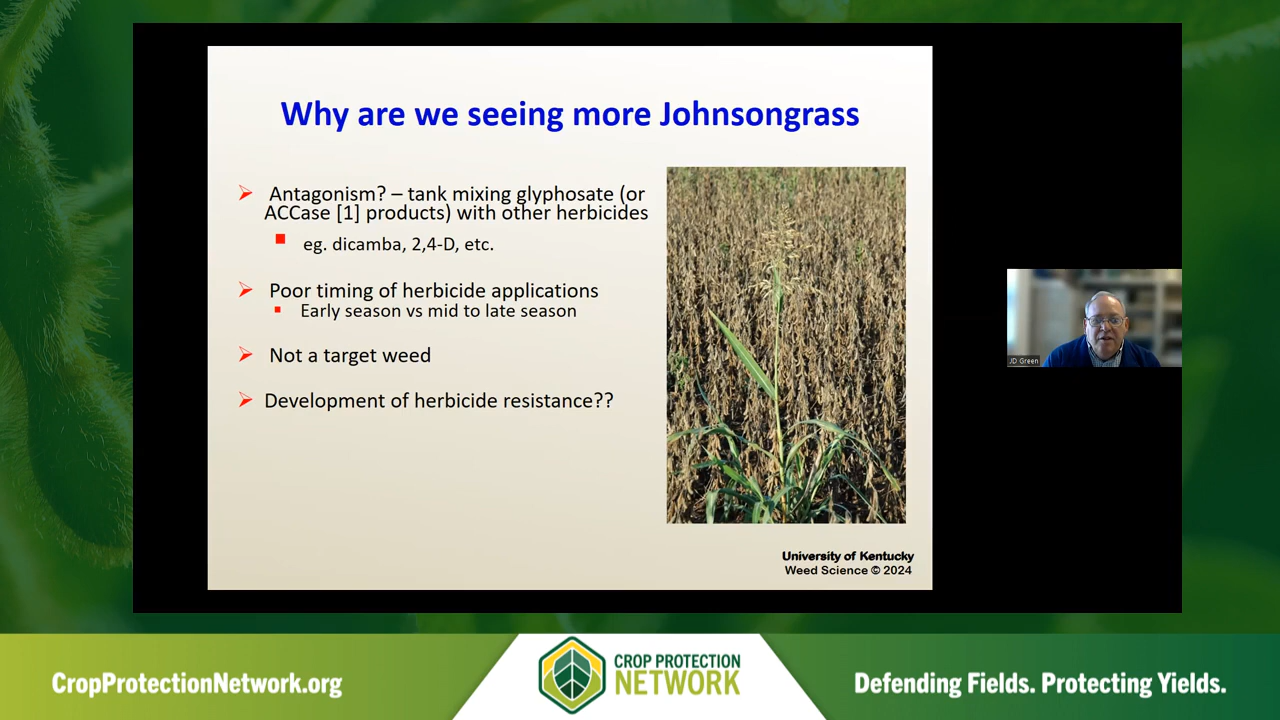 Why are we seeing more Johnsongrass
Antagonism? – tank mixing glyphosate (or
ACCase [1] products) with other herbicides
eg. dicamba, 2,4-D, etc.
Poor timing of herbicide applications
Early season vs mid to late season
Not a target weed
Development of herbicide resistance??
University of Kentucky
Weed Science © 2024
JD Green
CropProtectionNetwork.org
CROP PROTECTION
NETWORK
Defending Fields. Protecting Yields.